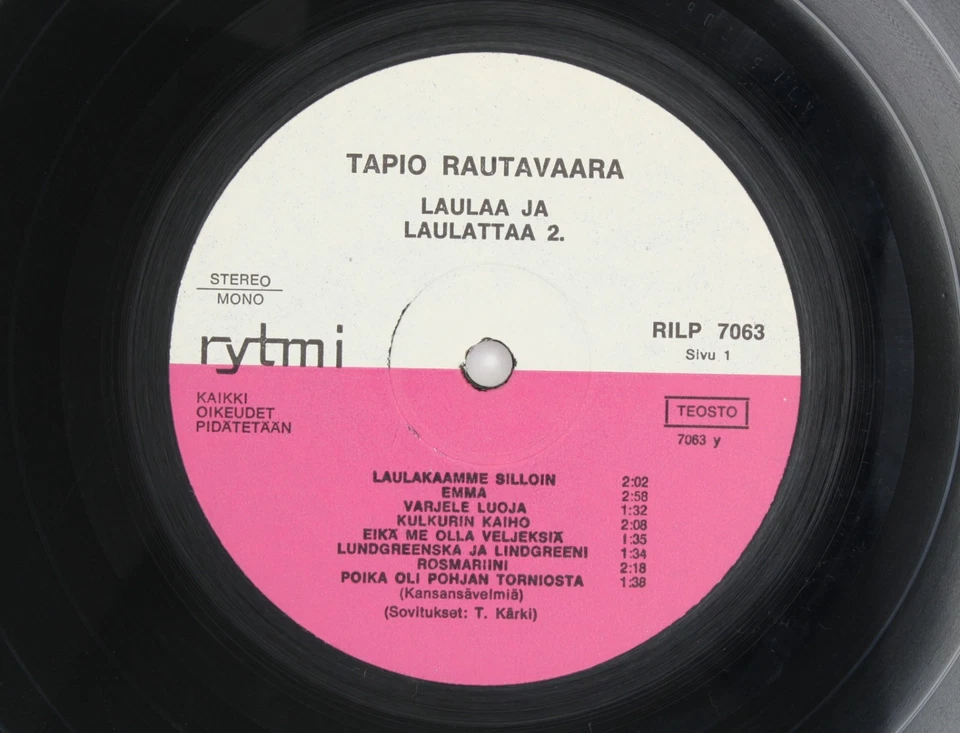 TAPIO RAUTAVAARA
LAULAA JA
LAULATTAA 2.
STEREO
MONO
rytmi
RILP 7063
Sivu 1
KAIKKI
OIKEUDET
PIDÄTETÄÄN
TEOSTO
7063 y
LAULAKAAMME SILLOIN 2:02
EMMA 2:58
VARJELE LUOJA 1:32
KULKURIN KAIHO 2:08
EIKÄ ME OLLA VELJEKSIÄ 1:35
LUNDGREENSKA JA LINDGREENI 1:34
ROSMARIINI 2:18
POIKA OLI POHJAN TORNIOSTA 1:38
(Kansansävelmiä)
(Sovitukset: T. Kärki)